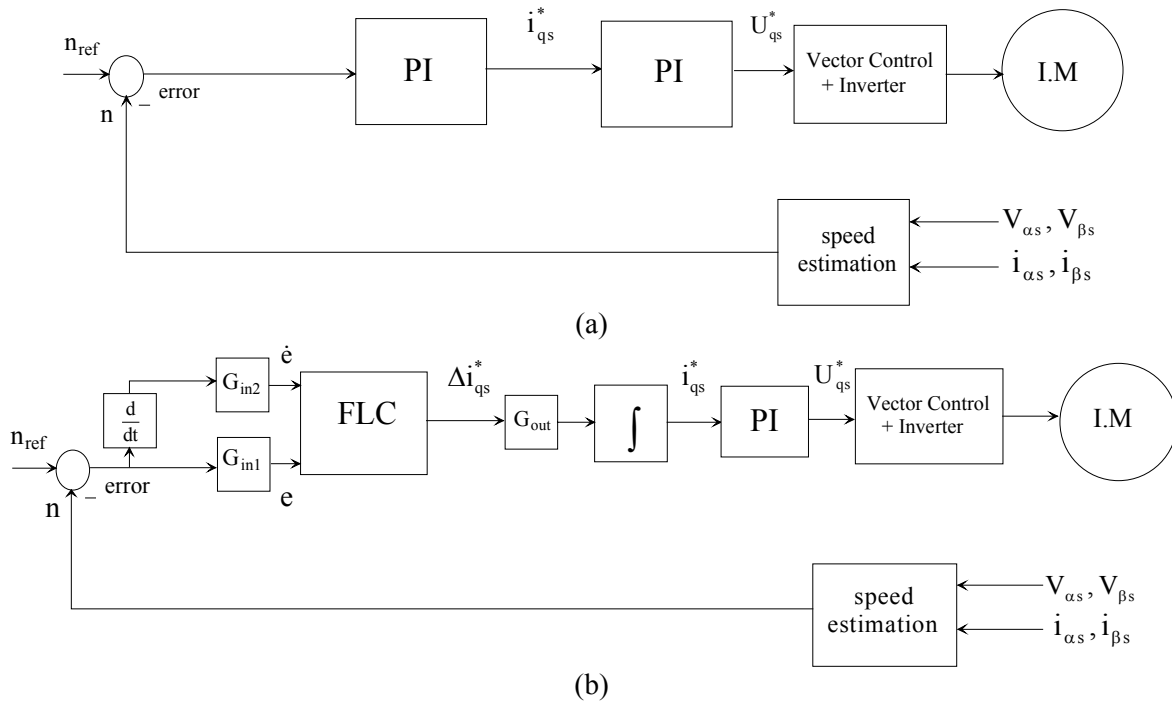 n_ref
error
n
−
PI
i*_qs
PI
U*_qs
Vector Control
+ Inverter
I.M
speed
estimation
V_αs, V_βs
i_αs, i_βs
(a)
n_ref
error
n
−
d
dt
G_in2
ė
G_in1
e
FLC
Δi*_qs
G_out
∫
i*_qs
PI
U*_qs
Vector Control
+ Inverter
I.M
speed
estimation
V_αs, V_βs
i_αs, i_βs
(b)